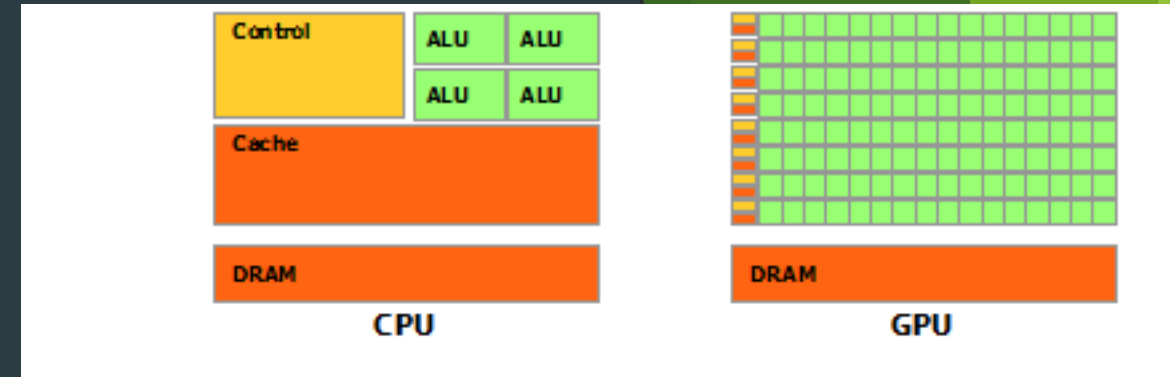 Control
ALU ALU
ALU ALU
Cache
DRAM
CPU
DRAM
GPU